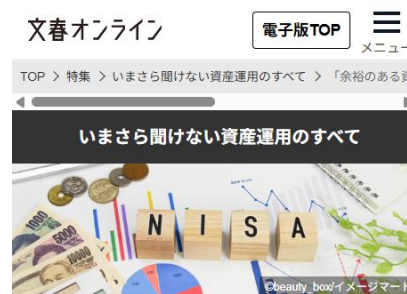 文春オンライン
電子版TOP
メニュー
TOP > 特集 > いまさら聞けない資産運用のすべて > 「余裕のある
いまさら聞けない資産運用のすべて
10000
5000
1000
N I S A
©beauty_box/イメージマート